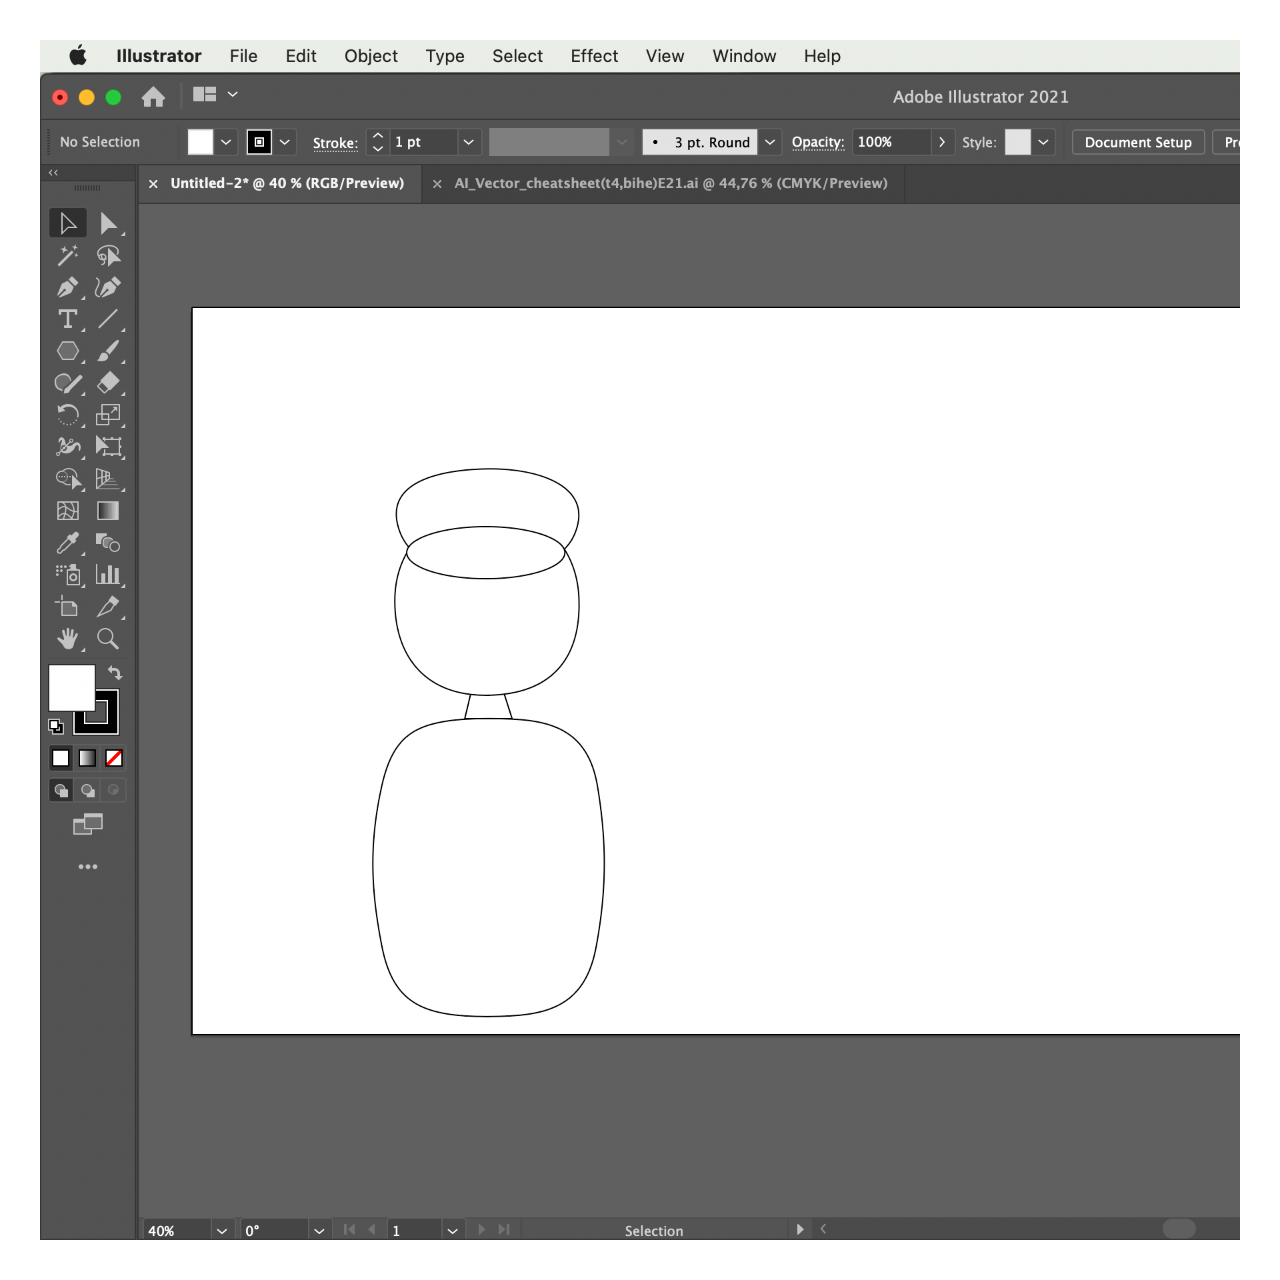 Illustrator File Edit Object Type Select Effect View Window Help
Adobe Illustrator 2021
No Selection Stroke: 1 pt • 3 pt. Round Opacity: 100% Style: Document Setup Pre
× Untitled-2* @ 40 % (RGB/Preview) × AI_Vector_cheatsheet(t4,bihe)E21.ai @ 44,76 % (CMYK/Preview)
40% 0° 1 Selection